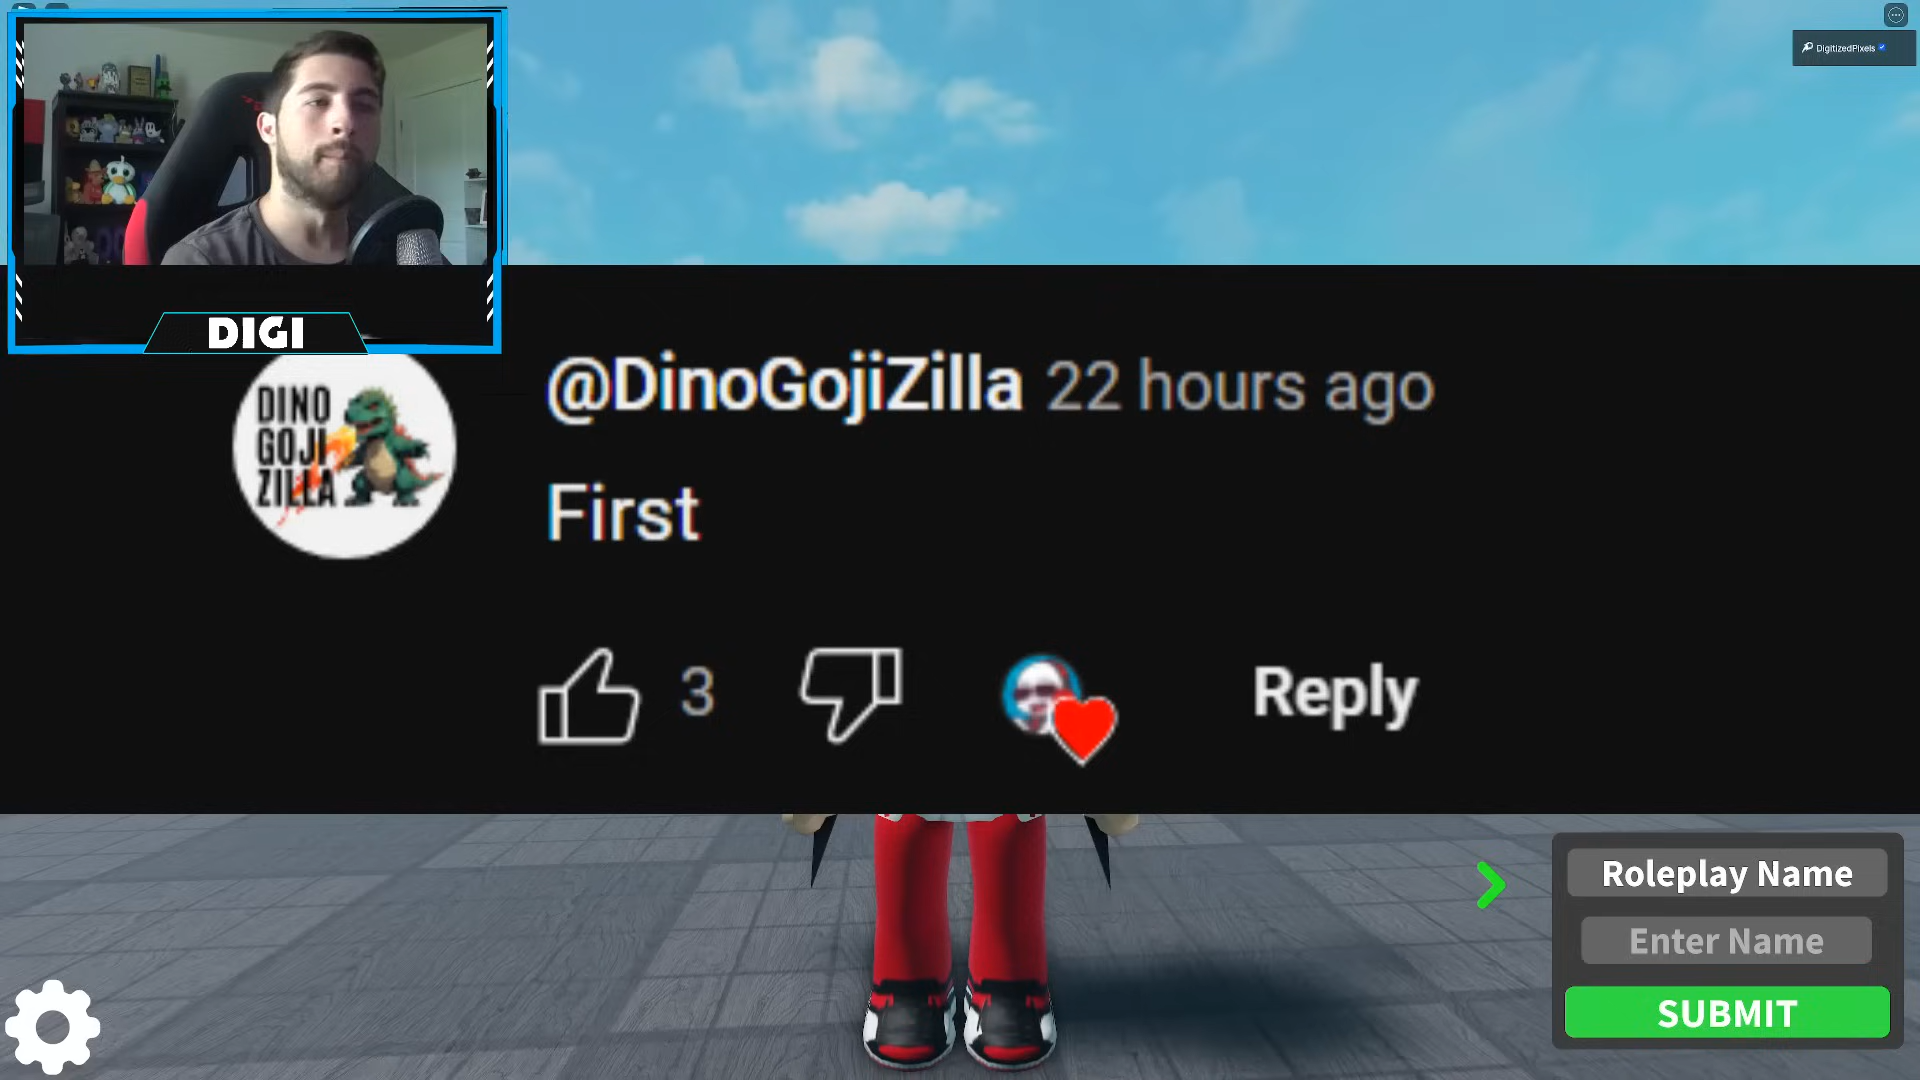 DigitizedPixels
DIGI
DINO
GOJI
ZILLA
@DinoGojiZilla 22 hours ago
First
3
Reply
Roleplay Name
Enter Name
SUBMIT